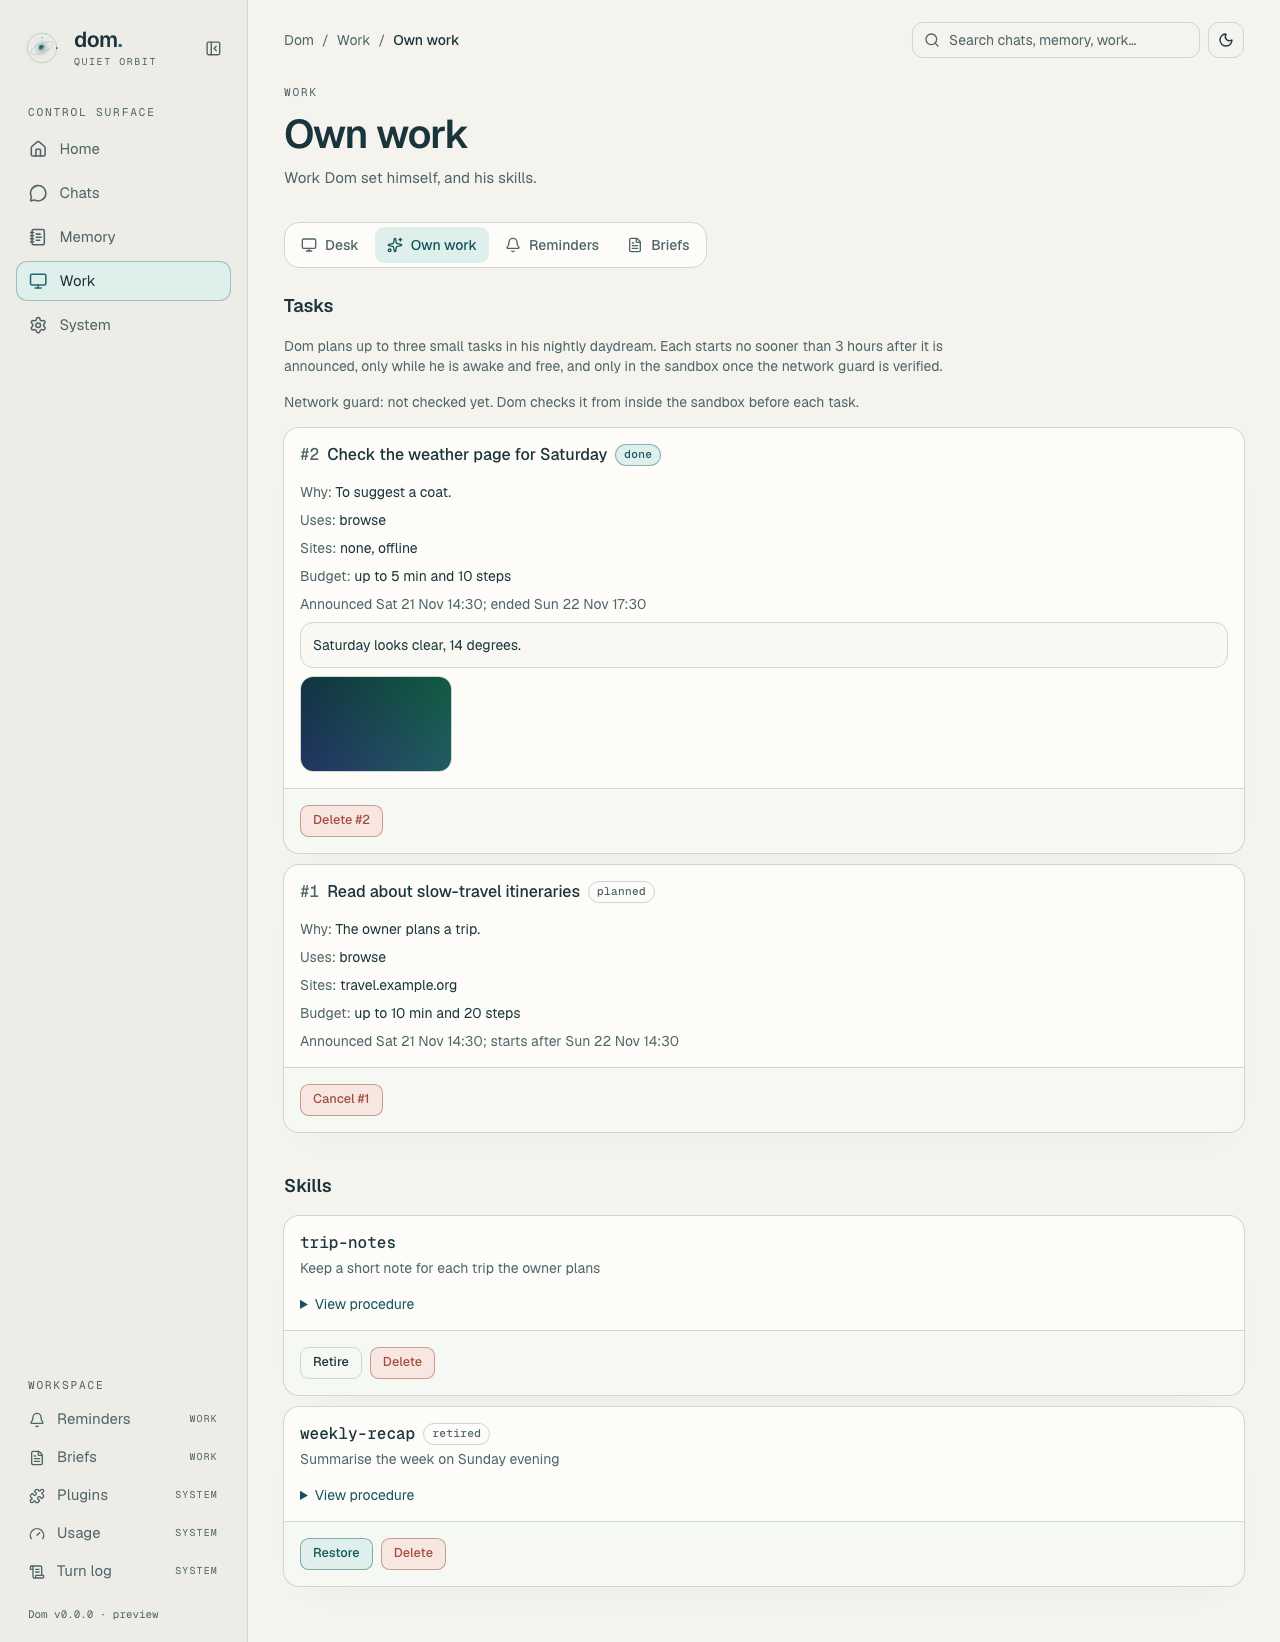 dom.
QUIET ORBIT
CONTROL SURFACE
Home
Chats
Memory
Work
System
WORKSPACE
Reminders WORK
Briefs WORK
Plugins SYSTEM
Usage SYSTEM
Turn log SYSTEM
Dom v0.0.0 · preview
Dom / Work / Own work
Search chats, memory, work…
WORK
Own work
Work Dom set himself, and his skills.
Desk Own work Reminders Briefs
Tasks
Dom plans up to three small tasks in his nightly daydream. Each starts no sooner than 3 hours after it is
announced, only while he is awake and free, and only in the sandbox once the network guard is verified.
Network guard: not checked yet. Dom checks it from inside the sandbox before each task.
#2 Check the weather page for Saturday done
Why: To suggest a coat.
Uses: browse
Sites: none, offline
Budget: up to 5 min and 10 steps
Announced Sat 21 Nov 14:30; ended Sun 22 Nov 17:30
Saturday looks clear, 14 degrees.
Delete #2
#1 Read about slow-travel itineraries planned
Why: The owner plans a trip.
Uses: browse
Sites: travel.example.org
Budget: up to 10 min and 20 steps
Announced Sat 21 Nov 14:30; starts after Sun 22 Nov 14:30
Cancel #1
Skills
trip-notes
Keep a short note for each trip the owner plans
View procedure
Retire Delete
weekly-recap retired
Summarise the week on Sunday evening
View procedure
Restore Delete